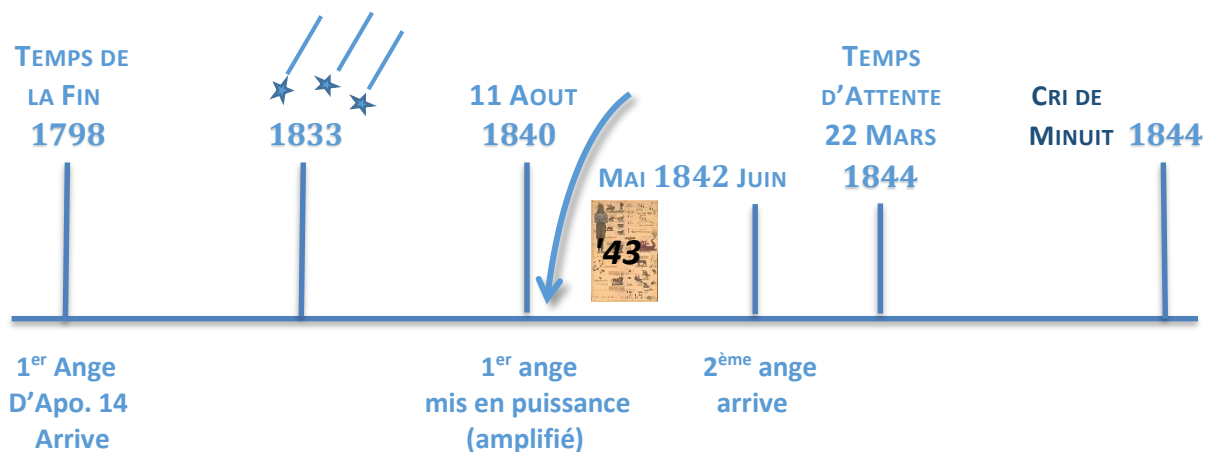 TEMPS DE
LA FIN
1798
1833
11 AOUT
1840
MAI 1842 JUIN
TEMPS
D'ATTENTE
22 MARS
1844
CRI DE
MINUIT 1844
'43
1er Ange
D'Apo. 14
Arrive
1er ange
mis en puissance
(amplifié)
2ème ange
arrive